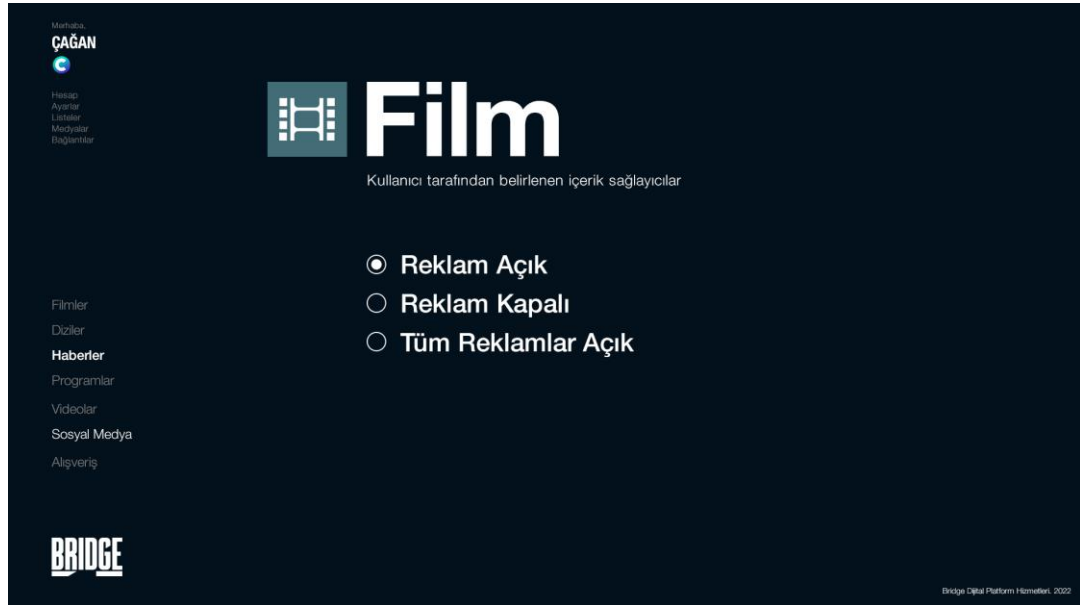 Merhaba,
ÇAĞAN
C
Hesap
Ayarlar
Listeler
Medyalar
Bağlantılar
Film
Kullanıcı tarafından belirlenen içerik sağlayıcılar
Reklam Açık
Reklam Kapalı
Tüm Reklamlar Açık
Filmler
Diziler
Haberler
Programlar
Videolar
Sosyal Medya
Alışveriş
BRIDGE
Bridge Dijital Platform Hizmetleri. 2022